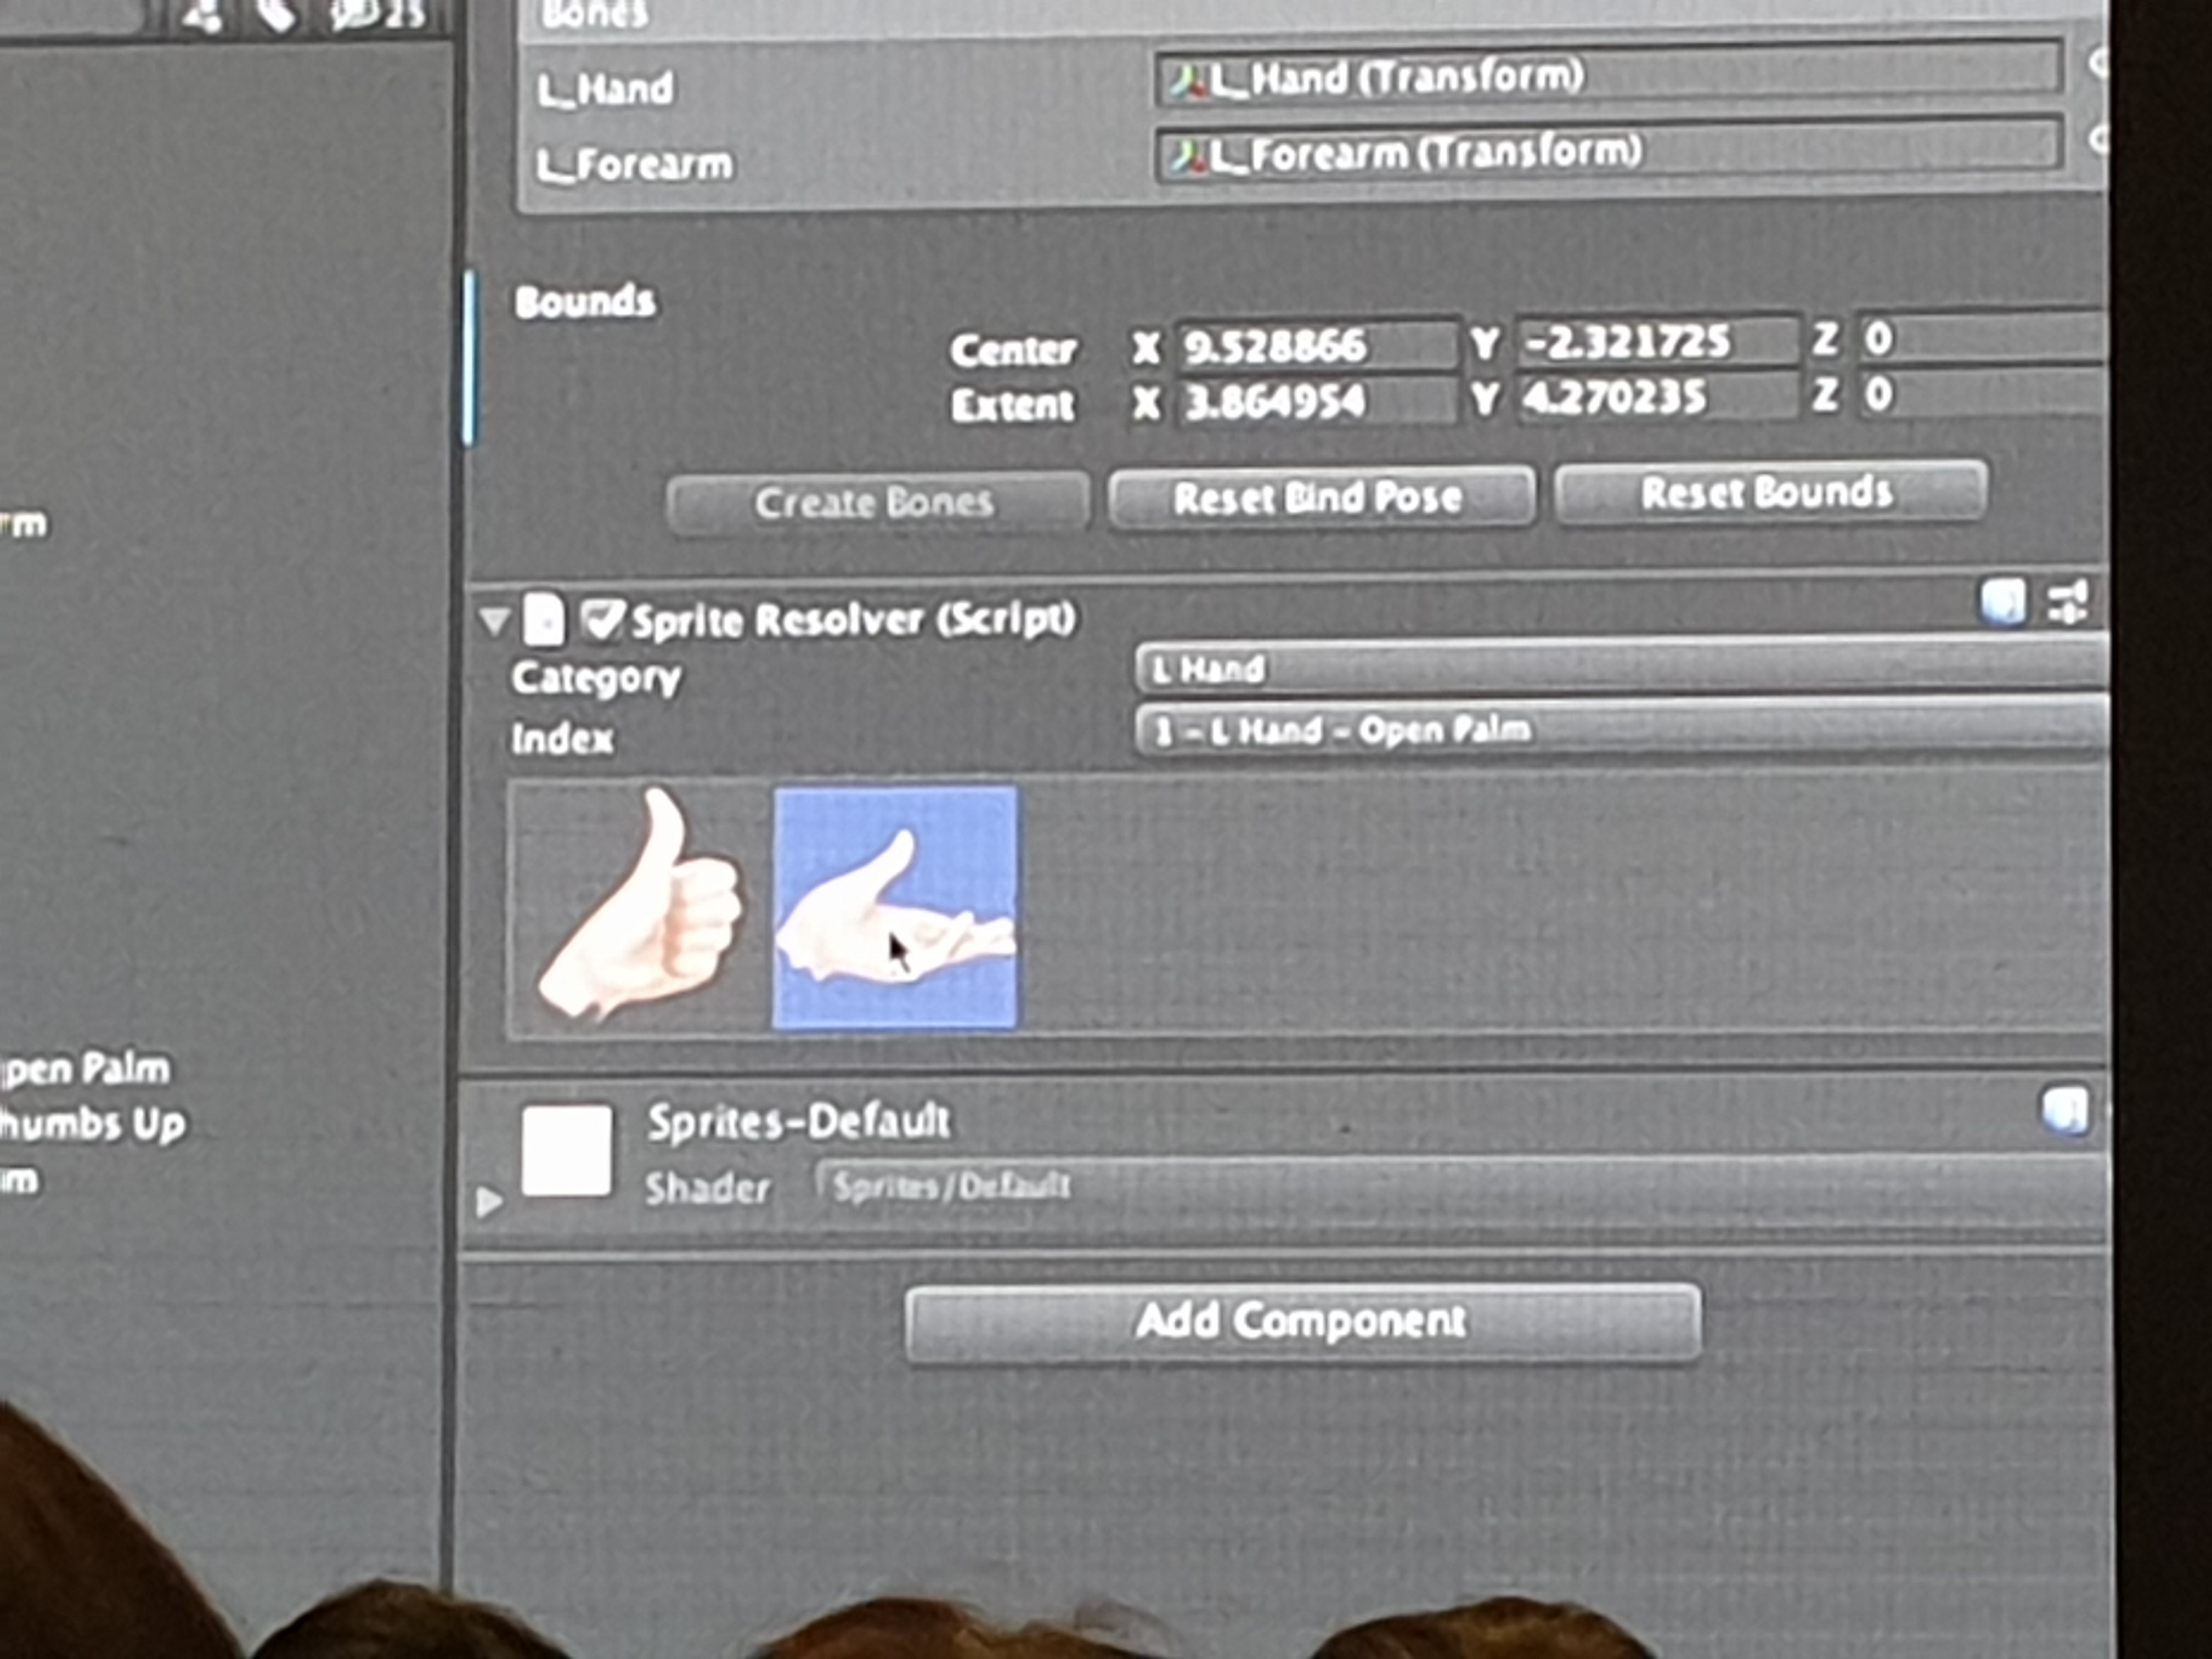 25
Bones
L_Hand
L_Hand (Transform)
L_Forearm
L_Forearm (Transform)
Bounds
Center X 9.528866 Y -2.321725 Z 0
Extent X 3.864954 Y 4.270235 Z 0
rm
Create Bones Reset Bind Pose Reset Bounds
Sprite Resolver (Script)
Category L Hand
Index 1 - L Hand - Open Palm
pen Palm
humbs Up
m
Sprites-Default
Shader Sprites/Default
Add Component